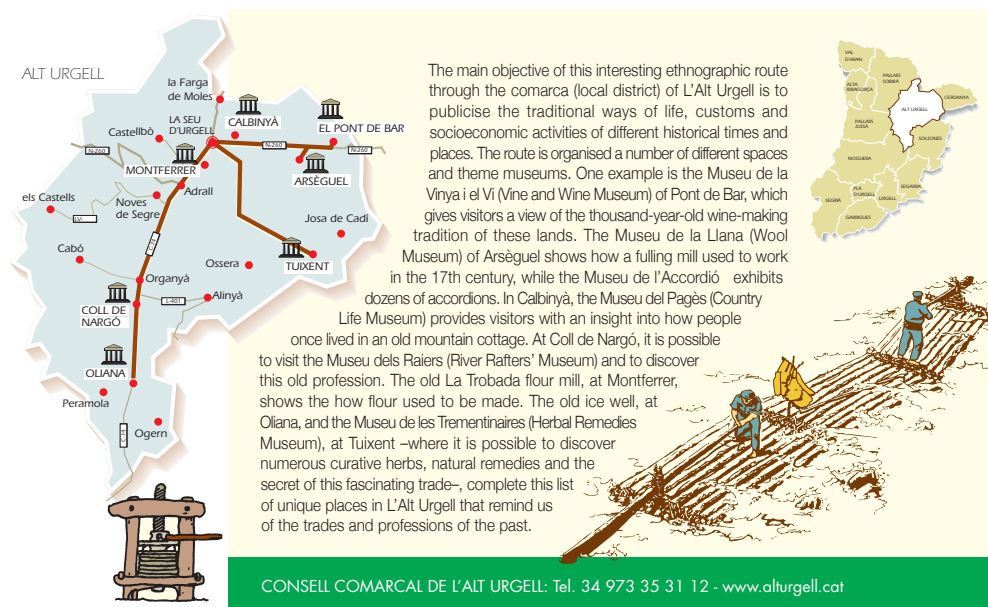 ALT URGELL
la Farga
de Moles
CALBINYÀ
LA SEU
D'URGELL
Castellbò
EL PONT DE BAR
N-260
N-260
N-260
MONTFERRER
ARSÈGUEL
Adrall
els Castells
Noves
de Segre
LV-
Josa de Cadí
C-14
Cabó
Ossera
TUIXENT
Organyà
L-401
Alinyà
COLL DE
NARGÓ
OLIANA
Peramola
C-14
Ogern
The main objective of this interesting ethnographic route
through the comarca (local district) of L'Alt Urgell is to
publicise the traditional ways of life, customs and
socioeconomic activities of different historical times and
places. The route is organised a number of different spaces
and theme museums. One example is the Museu de la
Vinya i el Vi (Vine and Wine Museum) of Pont de Bar, which
gives visitors a view of the thousand-year-old wine-making
tradition of these lands. The Museu de la Llana (Wool
Museum) of Arsèguel shows how a fulling mill used to work
in the 17th century, while the Museu de l'Accordió exhibits
dozens of accordions. In Calbinyà, the Museu del Pagès (Country
Life Museum) provides visitors with an insight into how people
once lived in an old mountain cottage. At Coll de Nargó, it is possible
to visit the Museu dels Raiers (River Rafters' Museum) and to discover
this old profession. The old La Trobada flour mill, at Montferrer,
shows the how flour used to be made. The old ice well, at
Oliana, and the Museu de les Trementinaires (Herbal Remedies
Museum), at Tuixent –where it is possible to discover
numerous curative herbs, natural remedies and the
secret of this fascinating trade–, complete this list
of unique places in L'Alt Urgell that remind us
of the trades and professions of the past.
VAL
D'ARAN
PALLARS
SOBIRÀ
ALTA
RIBAGORÇA
CERDANYA
ALT URGELL
PALLARS
JUSSÀ
SOLSONÈS
NOGUERA
SEGARRA
PLA
D'URGELL
URGELL
SEGRIÀ
GARRIGUES
CONSELL COMARCAL DE L'ALT URGELL: Tel. 34 973 35 31 12 - www.alturgell.cat